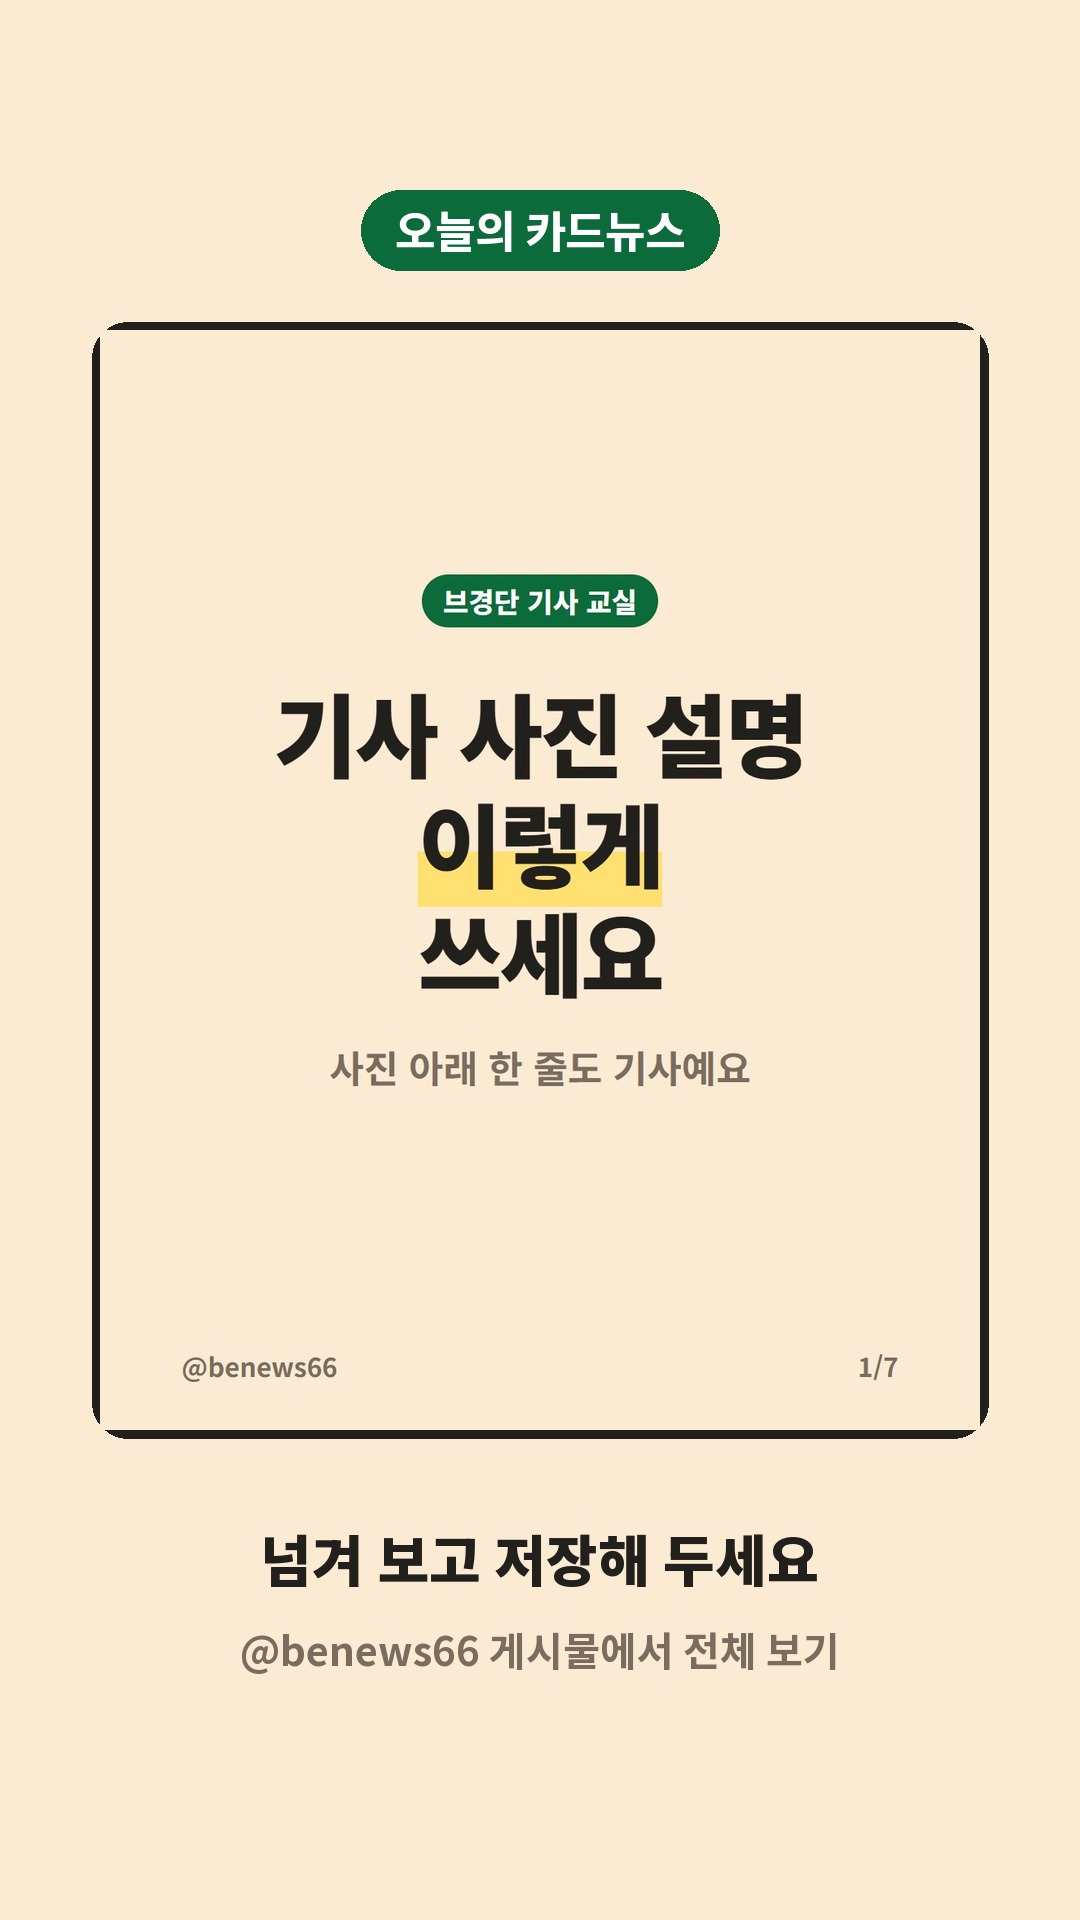 오늘의 카드뉴스
브경단 기사 교실
기사 사진 설명
이렇게
쓰세요
사진 아래 한 줄도 기사예요
@benews66
1/7
넘겨 보고 저장해 두세요
@benews66 게시물에서 전체 보기